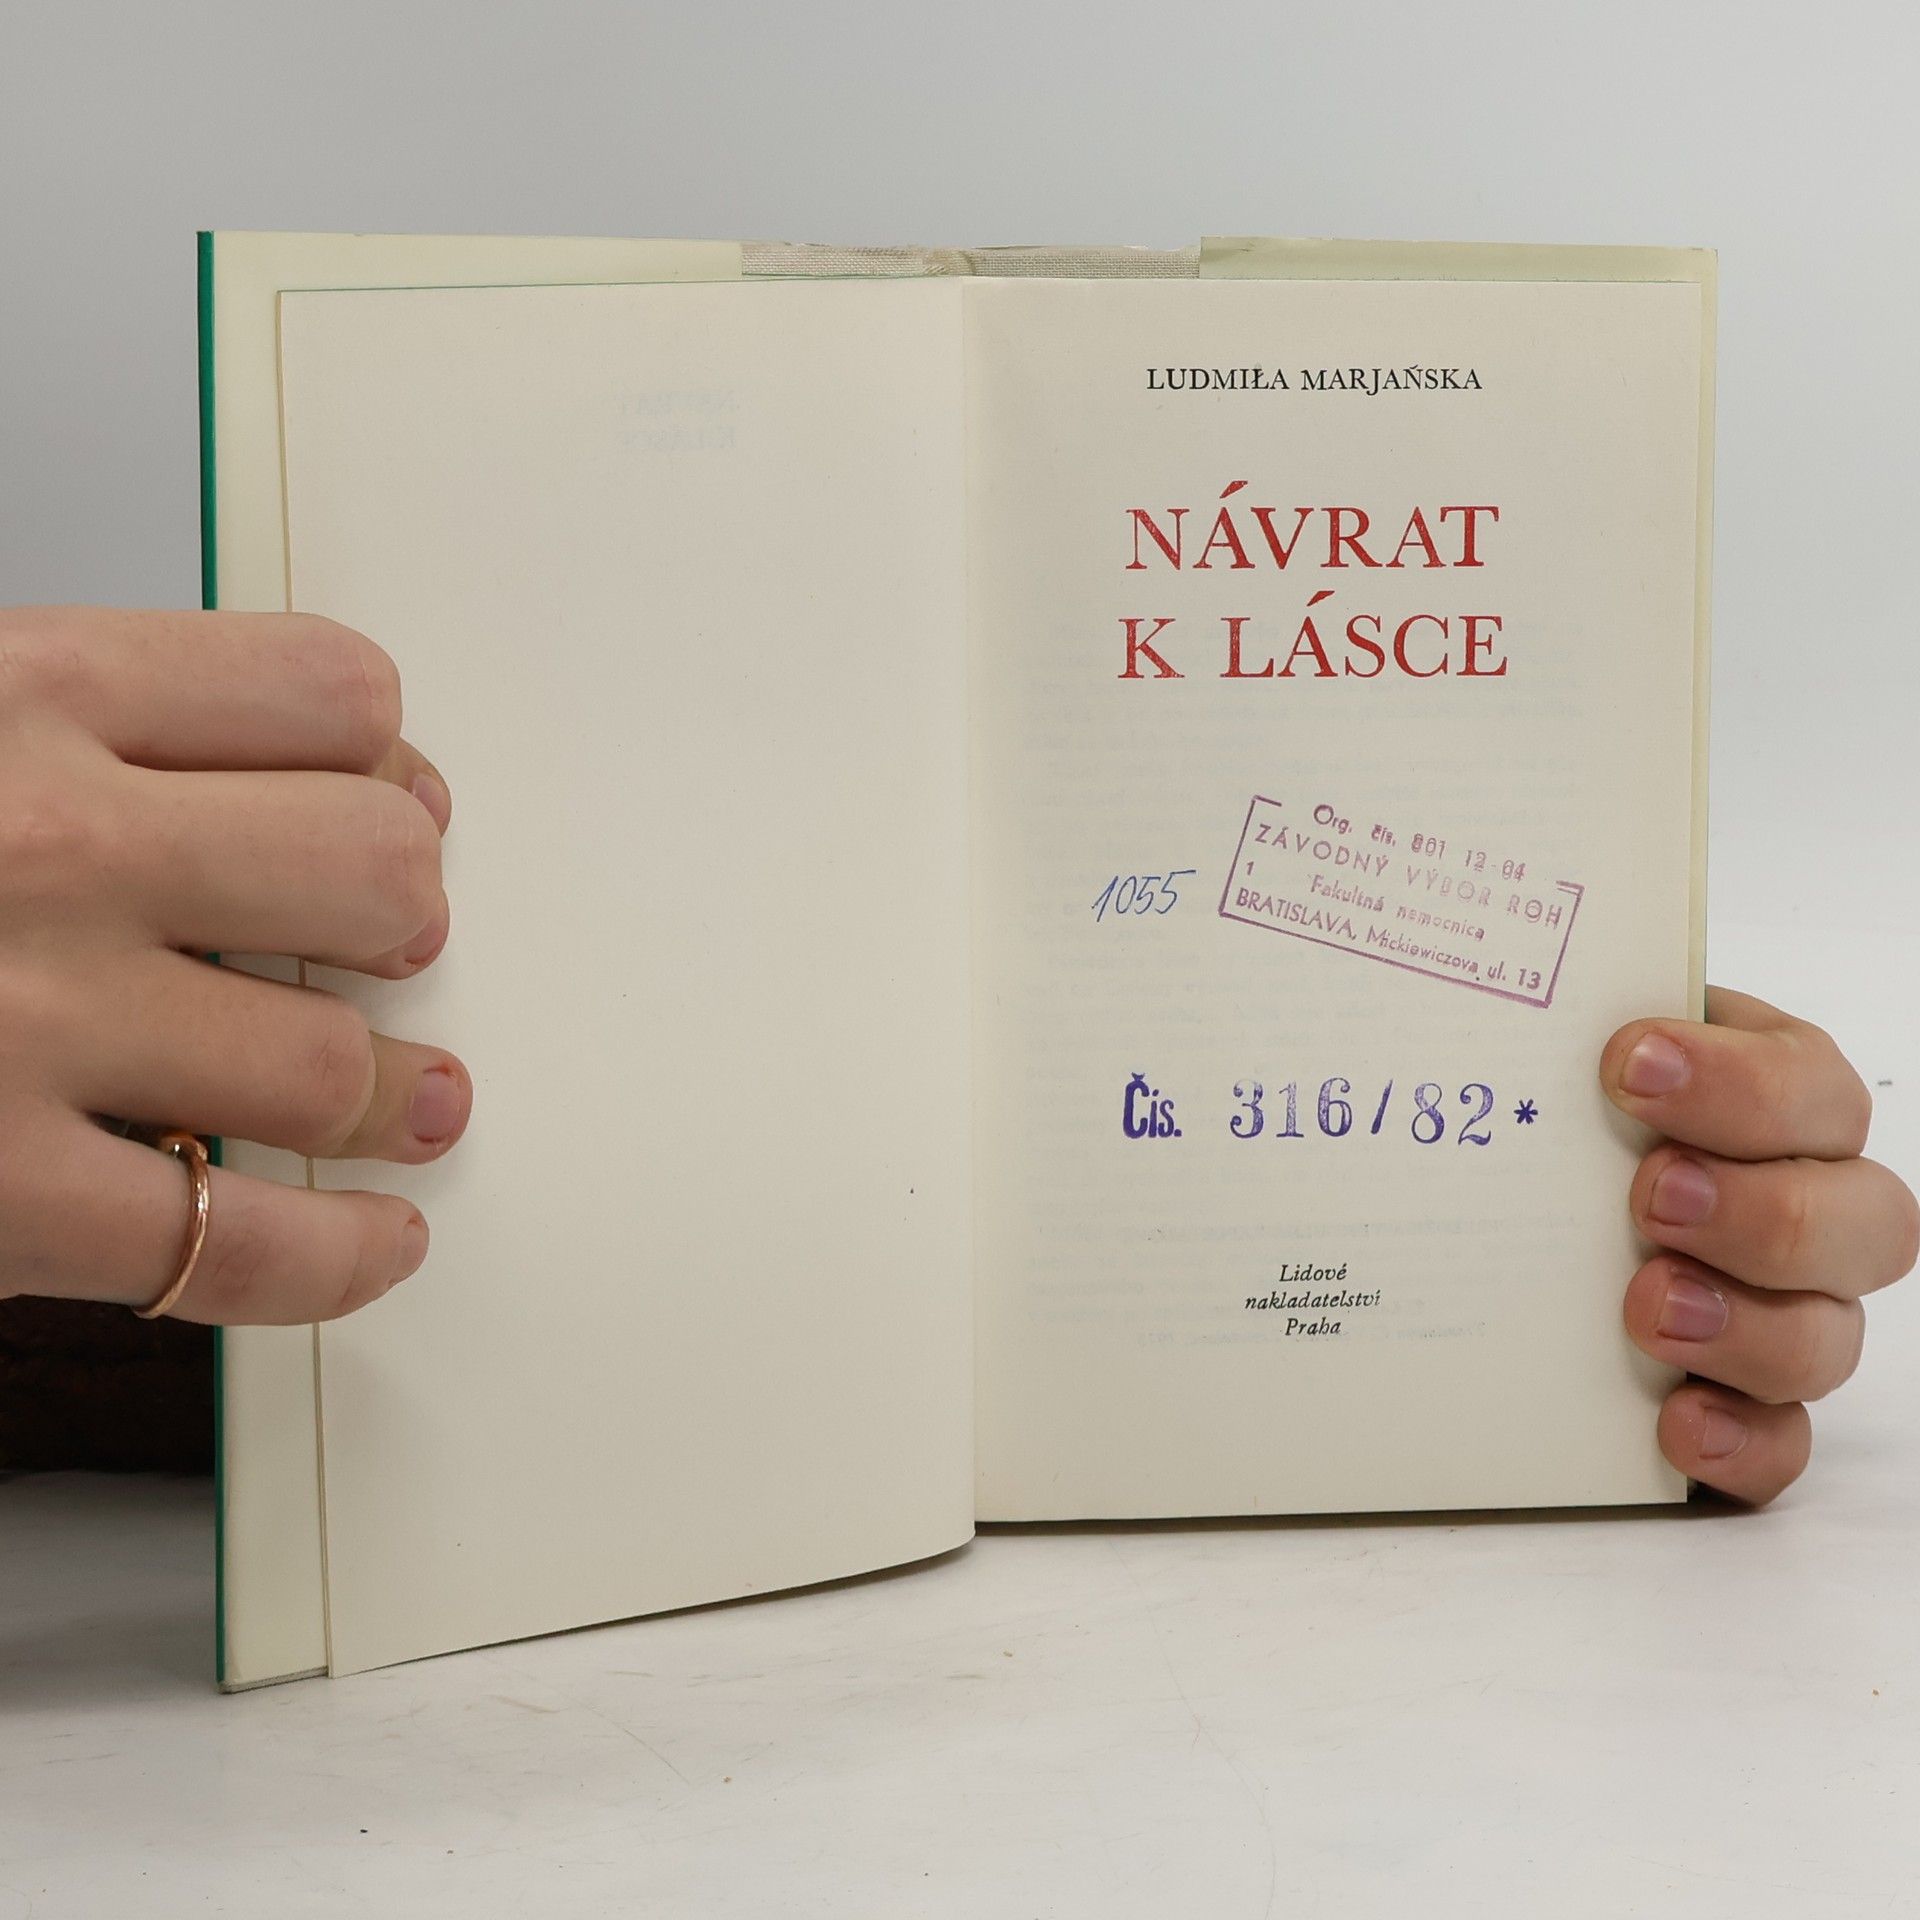 LUDMIŁA MARJAŃSKA
NÁVRAT
K LÁSCE
Org. čís. 801 12-04
ZÁVODNÝ VÝBOR ROH
1 Fakultná nemocnica
BRATISLAVA, Mickiewiczova ul. 13
1055
Čís. 316/82*
Lidové
nakladatelství
Praha